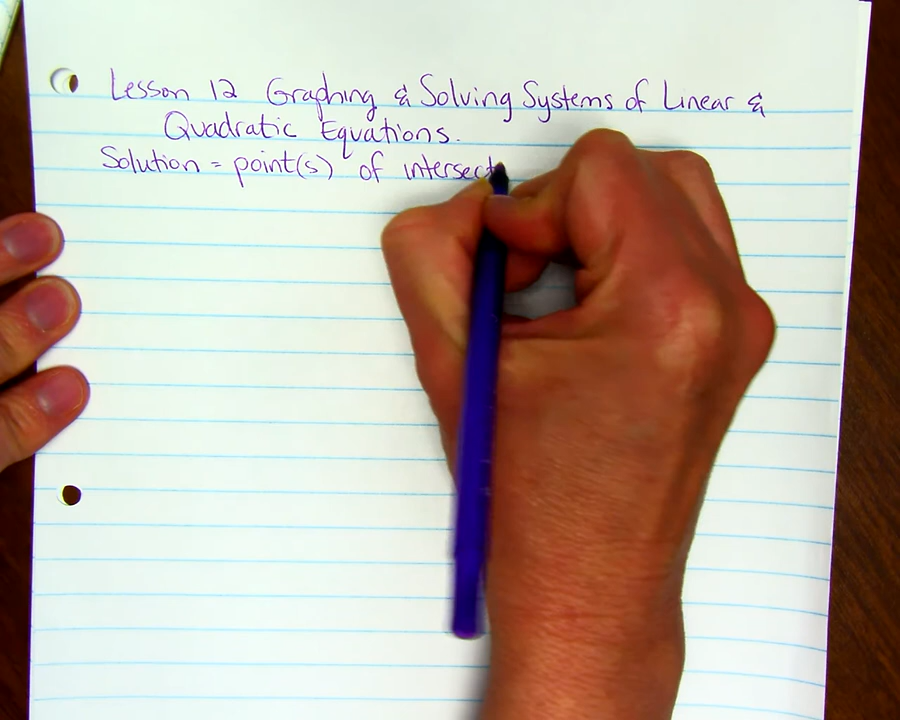 Lesson 12 Graphing & Solving Systems of Linear &
Quadratic Equations.
Solution = point(s) of intersect